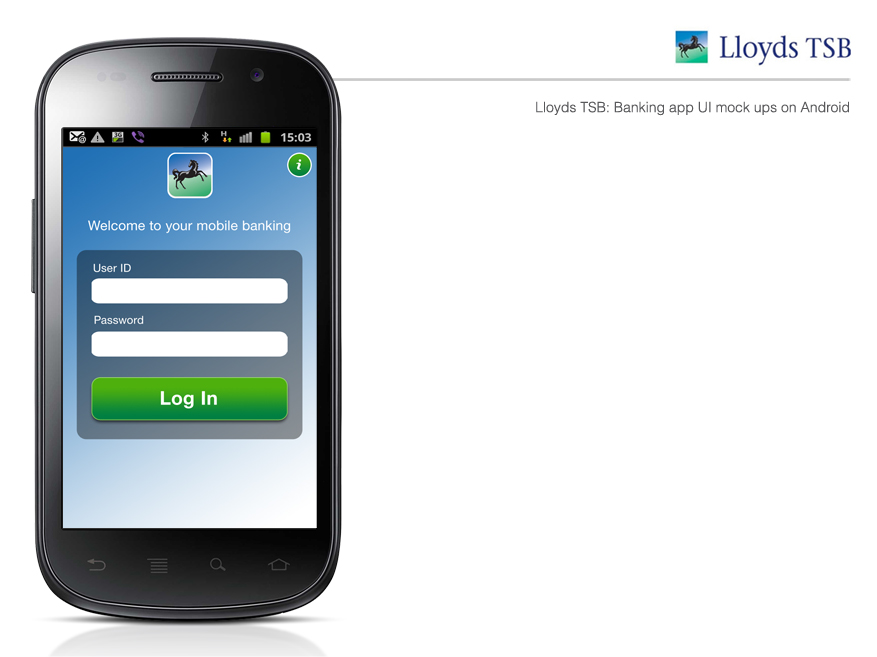 Lloyds TSB
Lloyds TSB: Banking app UI mock ups on Android
3G
H
15:03
i
Welcome to your mobile banking
User ID
Password
Log In